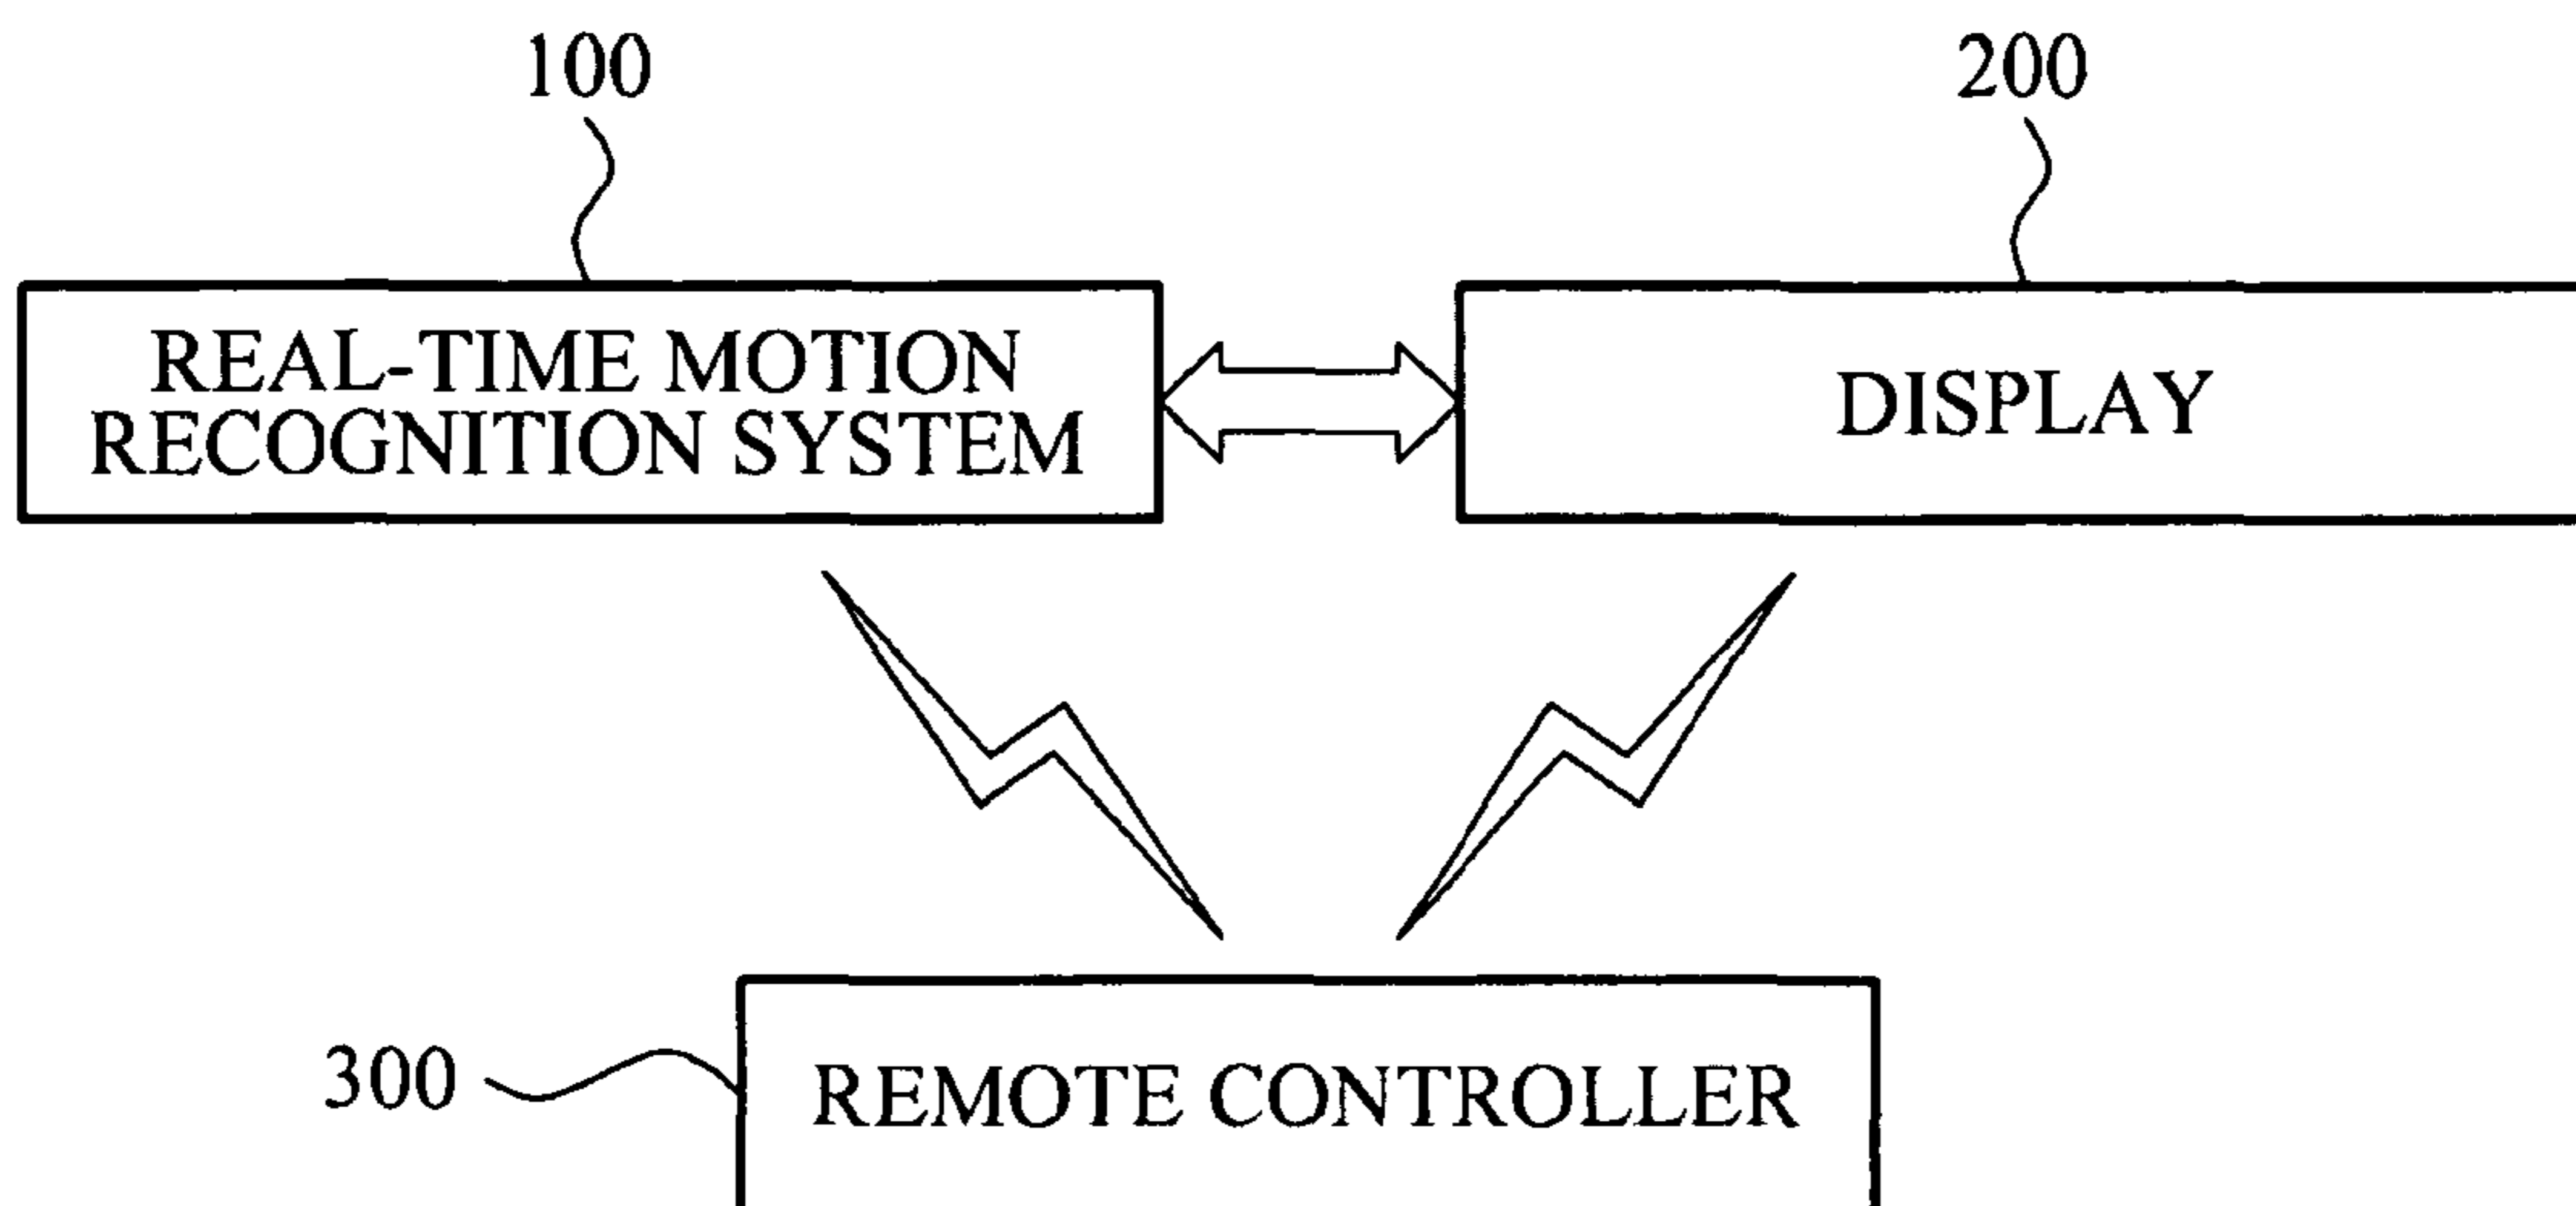 100
200
REAL-TIME MOTION
RECOGNITION SYSTEM
DISPLAY
300
REMOTE CONTROLLER